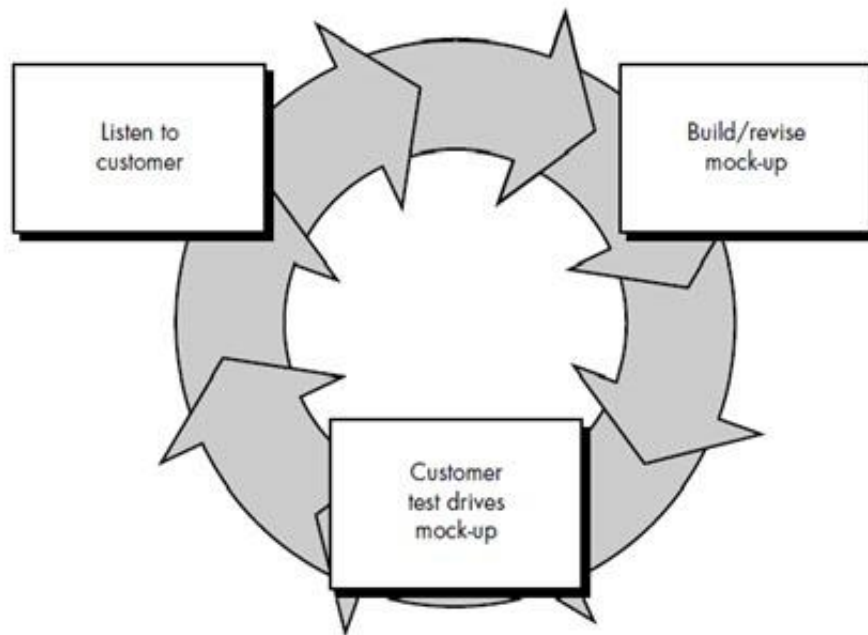 Listen to
customer
Build/revise
mock-up
Customer
test drives
mock-up